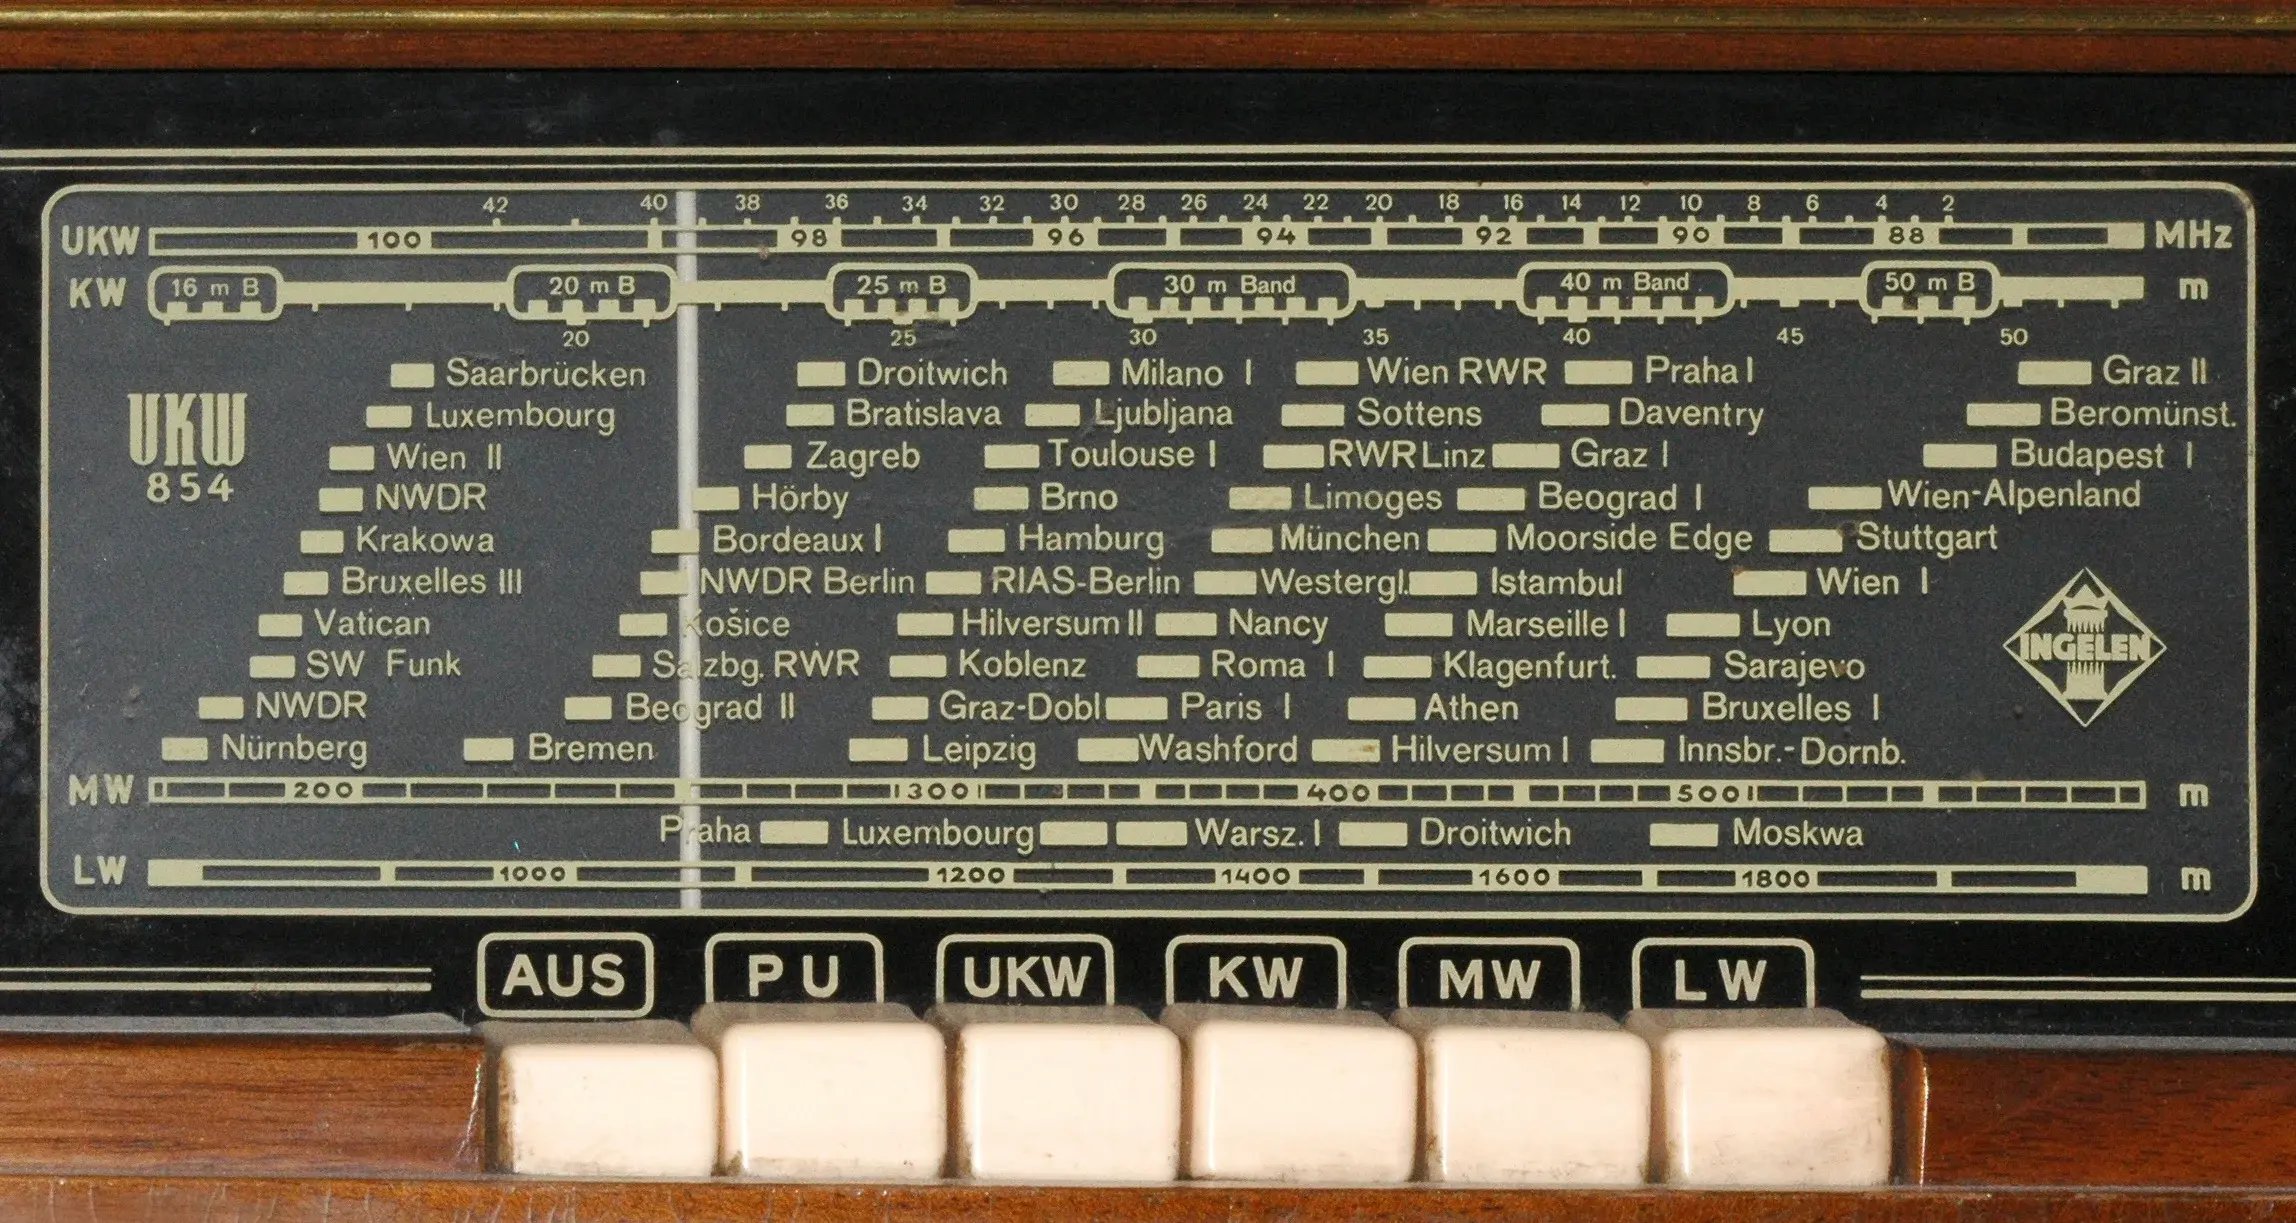 42 40 38 36 34 32 30 28 26 24 22 20 18 16 14 12 10 8 6 4 2
UKW 100 98 96 94 92 90 88 MHz
KW 16 m B 20 m B 25 m B 30 m Band 40 m Band 50 m B m
20 25 30 35 40 45 50
Saarbrücken Droitwich Milano I Wien RWR Praha I Graz II
Luxembourg Bratislava Ljubljana Sottens Daventry Beromünst.
UKW
Wien II Zagreb Toulouse I RWR Linz Graz I Budapest I
854
NWDR Hörby Brno Limoges Beograd I Wien-Alpenland
Krakowa Bordeaux I Hamburg München Moorside Edge Stuttgart
Bruxelles III NWDR Berlin RIAS-Berlin Westergl. Istambul Wien I
Vatican Košice Hilversum II Nancy Marseille I Lyon
INGELEN
SW Funk Salzbg. RWR Koblenz Roma I Klagenfurt. Sarajevo
NWDR Beograd II Graz-Dobl Paris I Athen Bruxelles I
Nürnberg Bremen Leipzig Washford Hilversum I Innsbr.-Dornb.
MW 200 300 400 500 m
Praha Luxembourg Warsz. I Droitwich Moskwa
LW 1000 1200 1400 1600 1800 m
AUS PU UKW KW MW LW